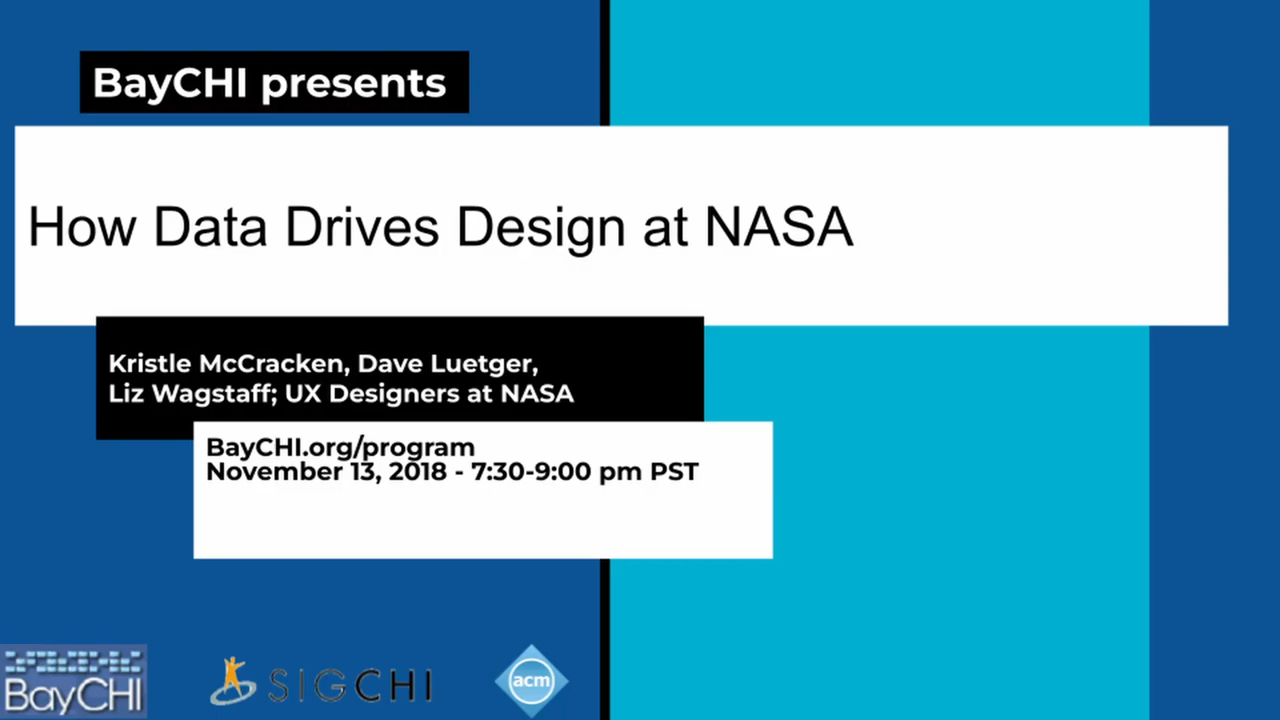 BayCHI presents
How Data Drives Design at NASA
Kristle McCracken, Dave Luetger,
Liz Wagstaff; UX Designers at NASA
BayCHI.org/program
November 13, 2018 - 7:30-9:00 pm PST
BayCHI
SIGCHI
acm